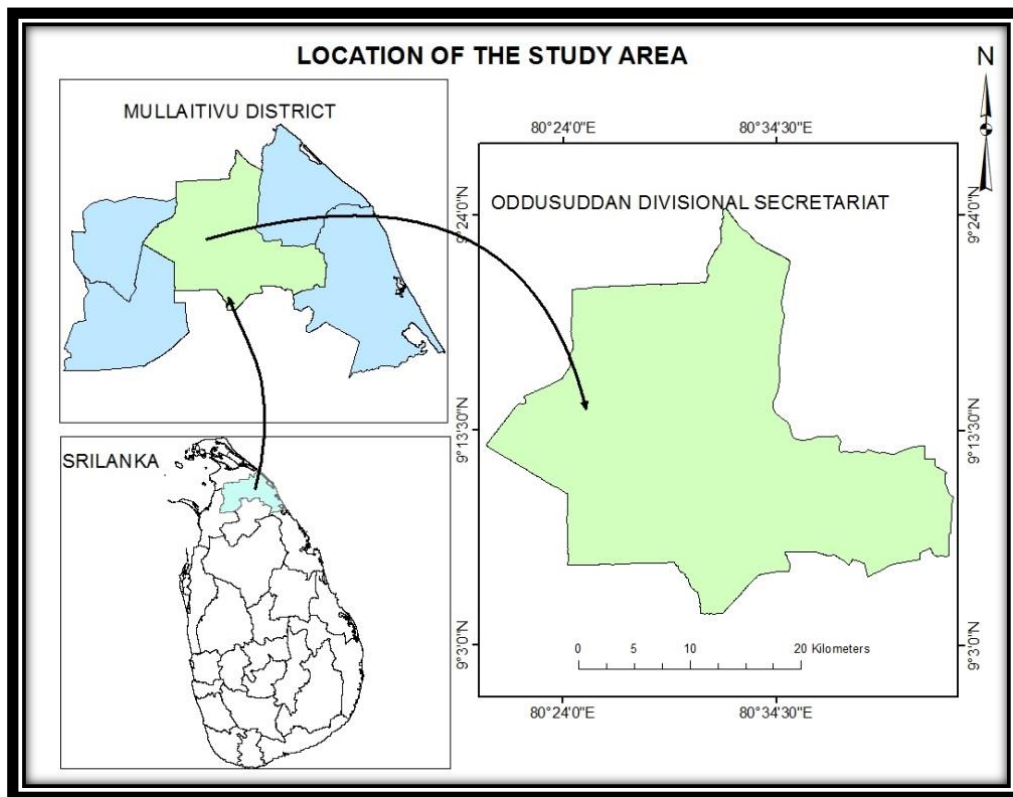 LOCATION OF THE STUDY AREA
N
MULLAITIVU DISTRICT
SRILANKA
80°24'0"E 80°34'30"E
ODDUSUDDAN DIVISIONAL SECRETARIAT
9°24'0"N 9°24'0"N
9°13'30"N 9°13'30"N
9°3'0"N 9°3'0"N
0 5 10 20 Kilometers
80°24'0"E 80°34'30"E